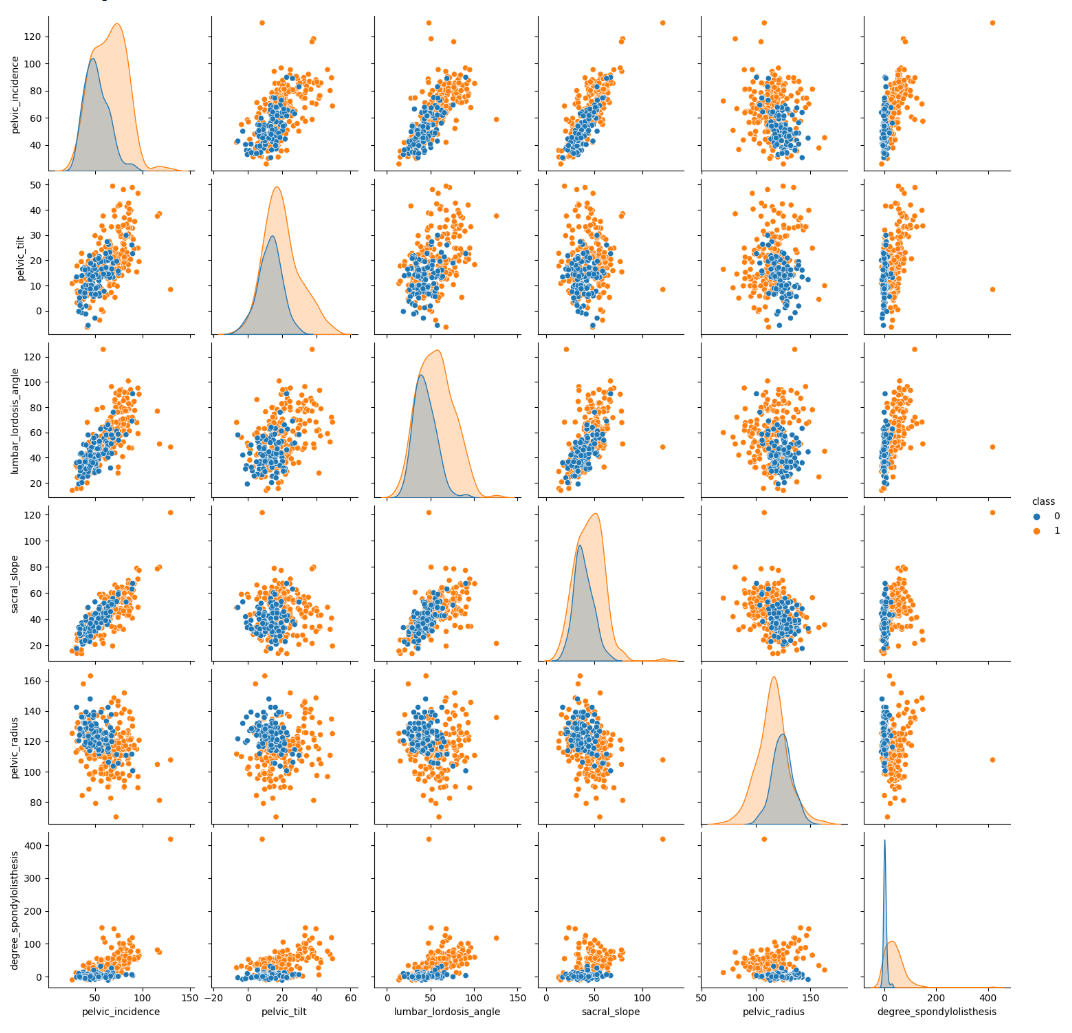 pelvic_incidence
120
100
80
60
40
pelvic_tilt
50
40
30
20
10
0
lumbar_lordosis_angle
120
100
80
60
40
20
class
0
1
sacral_slope
120
100
80
60
40
20
pelvic_radius
160
140
120
100
80
degree_spondylolisthesis
400
300
200
100
0
50 100 150
−20 0 20 40 60
0 50 100 150
0 50 100
50 100 150
0 200 400
pelvic_incidence
pelvic_tilt
lumbar_lordosis_angle
sacral_slope
pelvic_radius
degree_spondylolisthesis